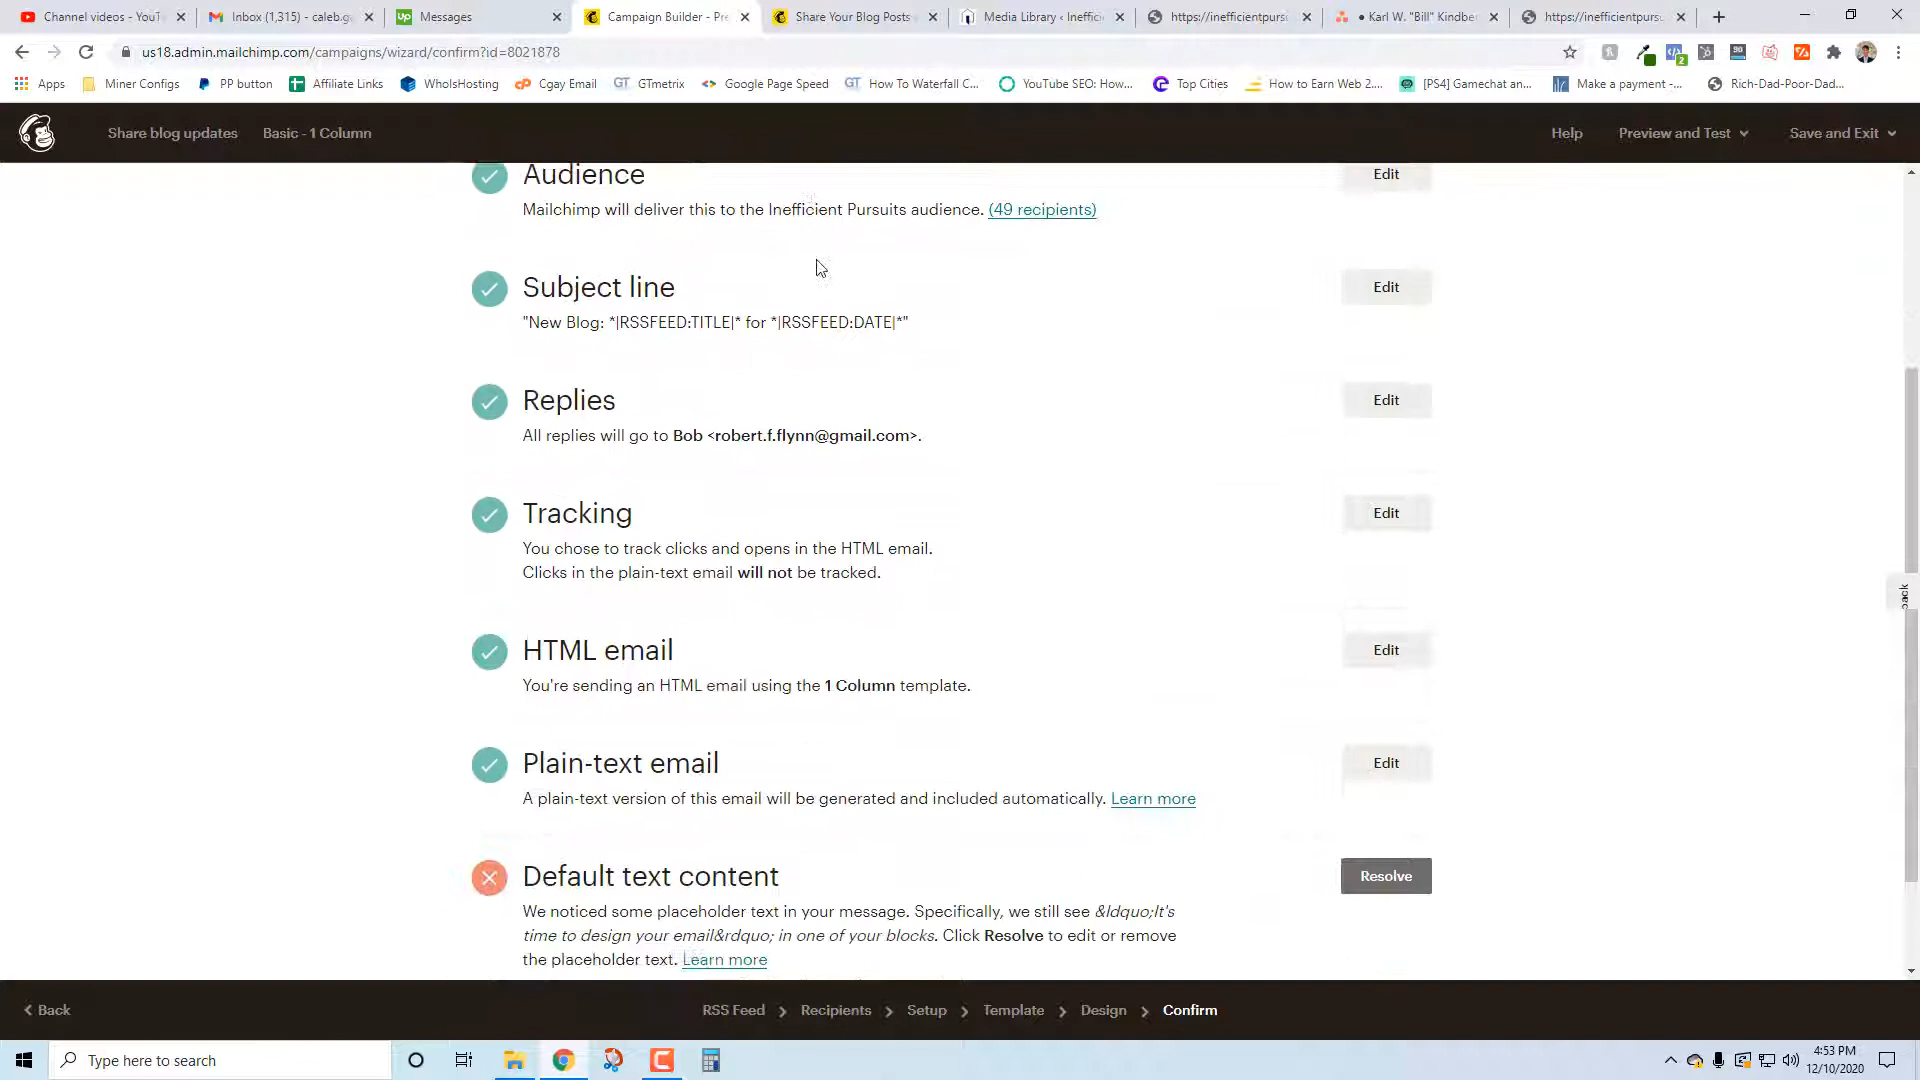 Channel videos - YouT
Inbox (1,315) - caleb.g
Messages
Campaign Builder - Pre
Share Your Blog Posts
Media Library ‹ Ineffici
https://inefficientpurs
● Karl W. "Bill" Kindbe
https://inefficientpurs
us18.admin.mailchimp.com/campaigns/wizard/confirm?id=8021878
Apps
Miner Configs
PP button
Affiliate Links
WhoIsHosting
Cgay Email
GTmetrix
Google Page Speed
How To Waterfall C...
YouTube SEO: How...
Top Cities
How to Earn Web 2....
[PS4] Gamechat an...
Make a payment -...
Rich-Dad-Poor-Dad...
Share blog updates
Basic - 1 Column
Help
Preview and Test
Save and Exit
Audience
Edit
Mailchimp will deliver this to the Inefficient Pursuits audience. (49 recipients)
Subject line
Edit
"New Blog: *|RSSFEED:TITLE|* for *|RSSFEED:DATE|*"
Replies
Edit
All replies will go to Bob <robert.f.flynn@gmail.com>.
Tracking
Edit
You chose to track clicks and opens in the HTML email.
Clicks in the plain-text email will not be tracked.
HTML email
Edit
You're sending an HTML email using the 1 Column template.
Plain-text email
Edit
A plain-text version of this email will be generated and included automatically. Learn more
Default text content
Resolve
We noticed some placeholder text in your message. Specifically, we still see &ldquo;It's
time to design your email&rdquo; in one of your blocks. Click Resolve to edit or remove
the placeholder text. Learn more
Back
RSS Feed
Recipients
Setup
Template
Design
Confirm
Type here to search
4:53 PM
12/10/2020